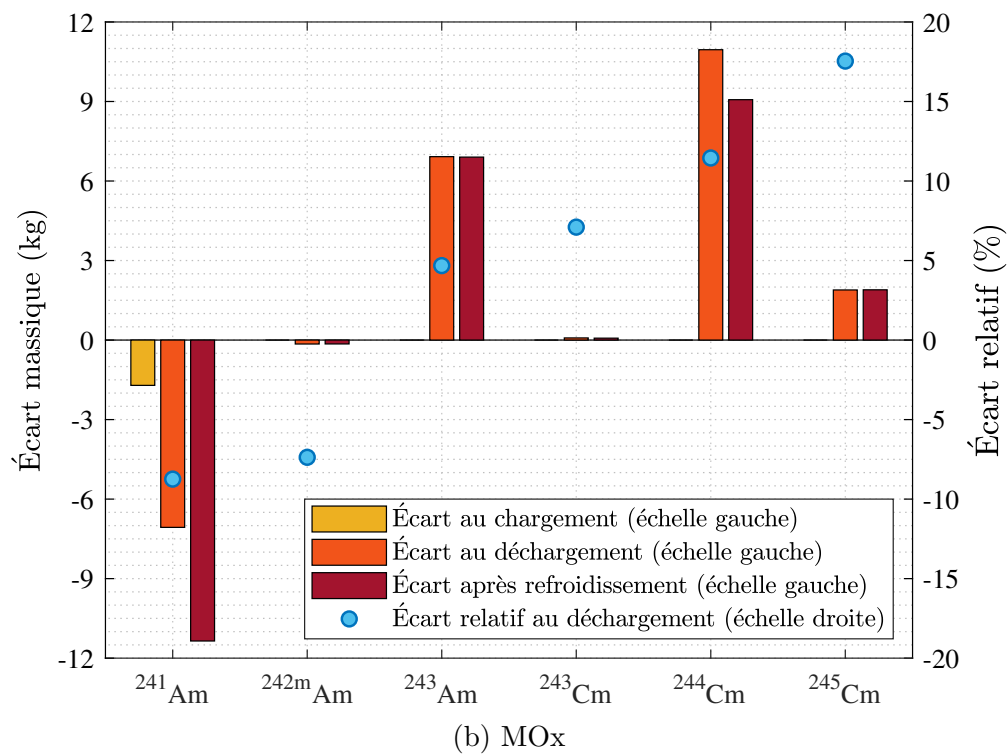 12
9
6
3
0
-3
-6
-9
-12
Écart massique (kg)
20
15
10
5
0
-5
-10
-15
-20
Écart relatif (%)
Écart au chargement (échelle gauche)
Écart au déchargement (échelle gauche)
Écart après refroidissement (échelle gauche)
Écart relatif au déchargement (échelle droite)
²⁴¹Am ²⁴²ᵐAm ²⁴³Am ²⁴³Cm ²⁴⁴Cm ²⁴⁵Cm
(b) MOx